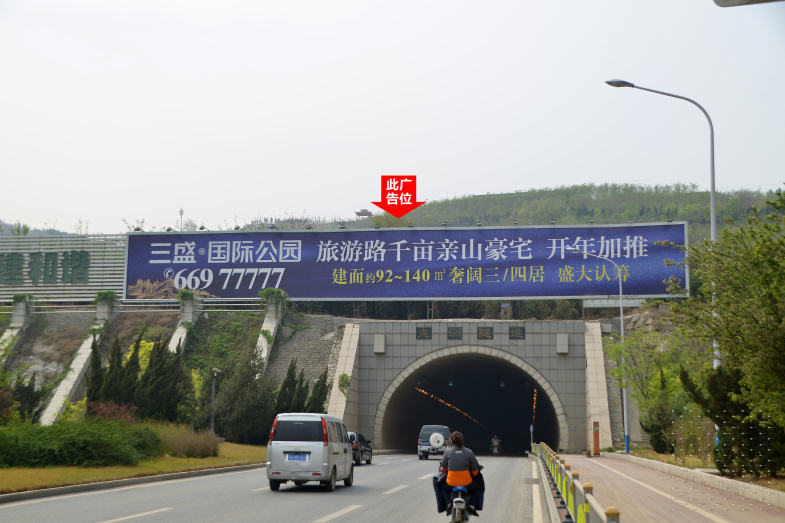 此广
告位
三盛®国际公园 旅游路千亩亲山豪宅 开年加推
669 77777 建面约92~140㎡奢阔三/四居 盛大认筹